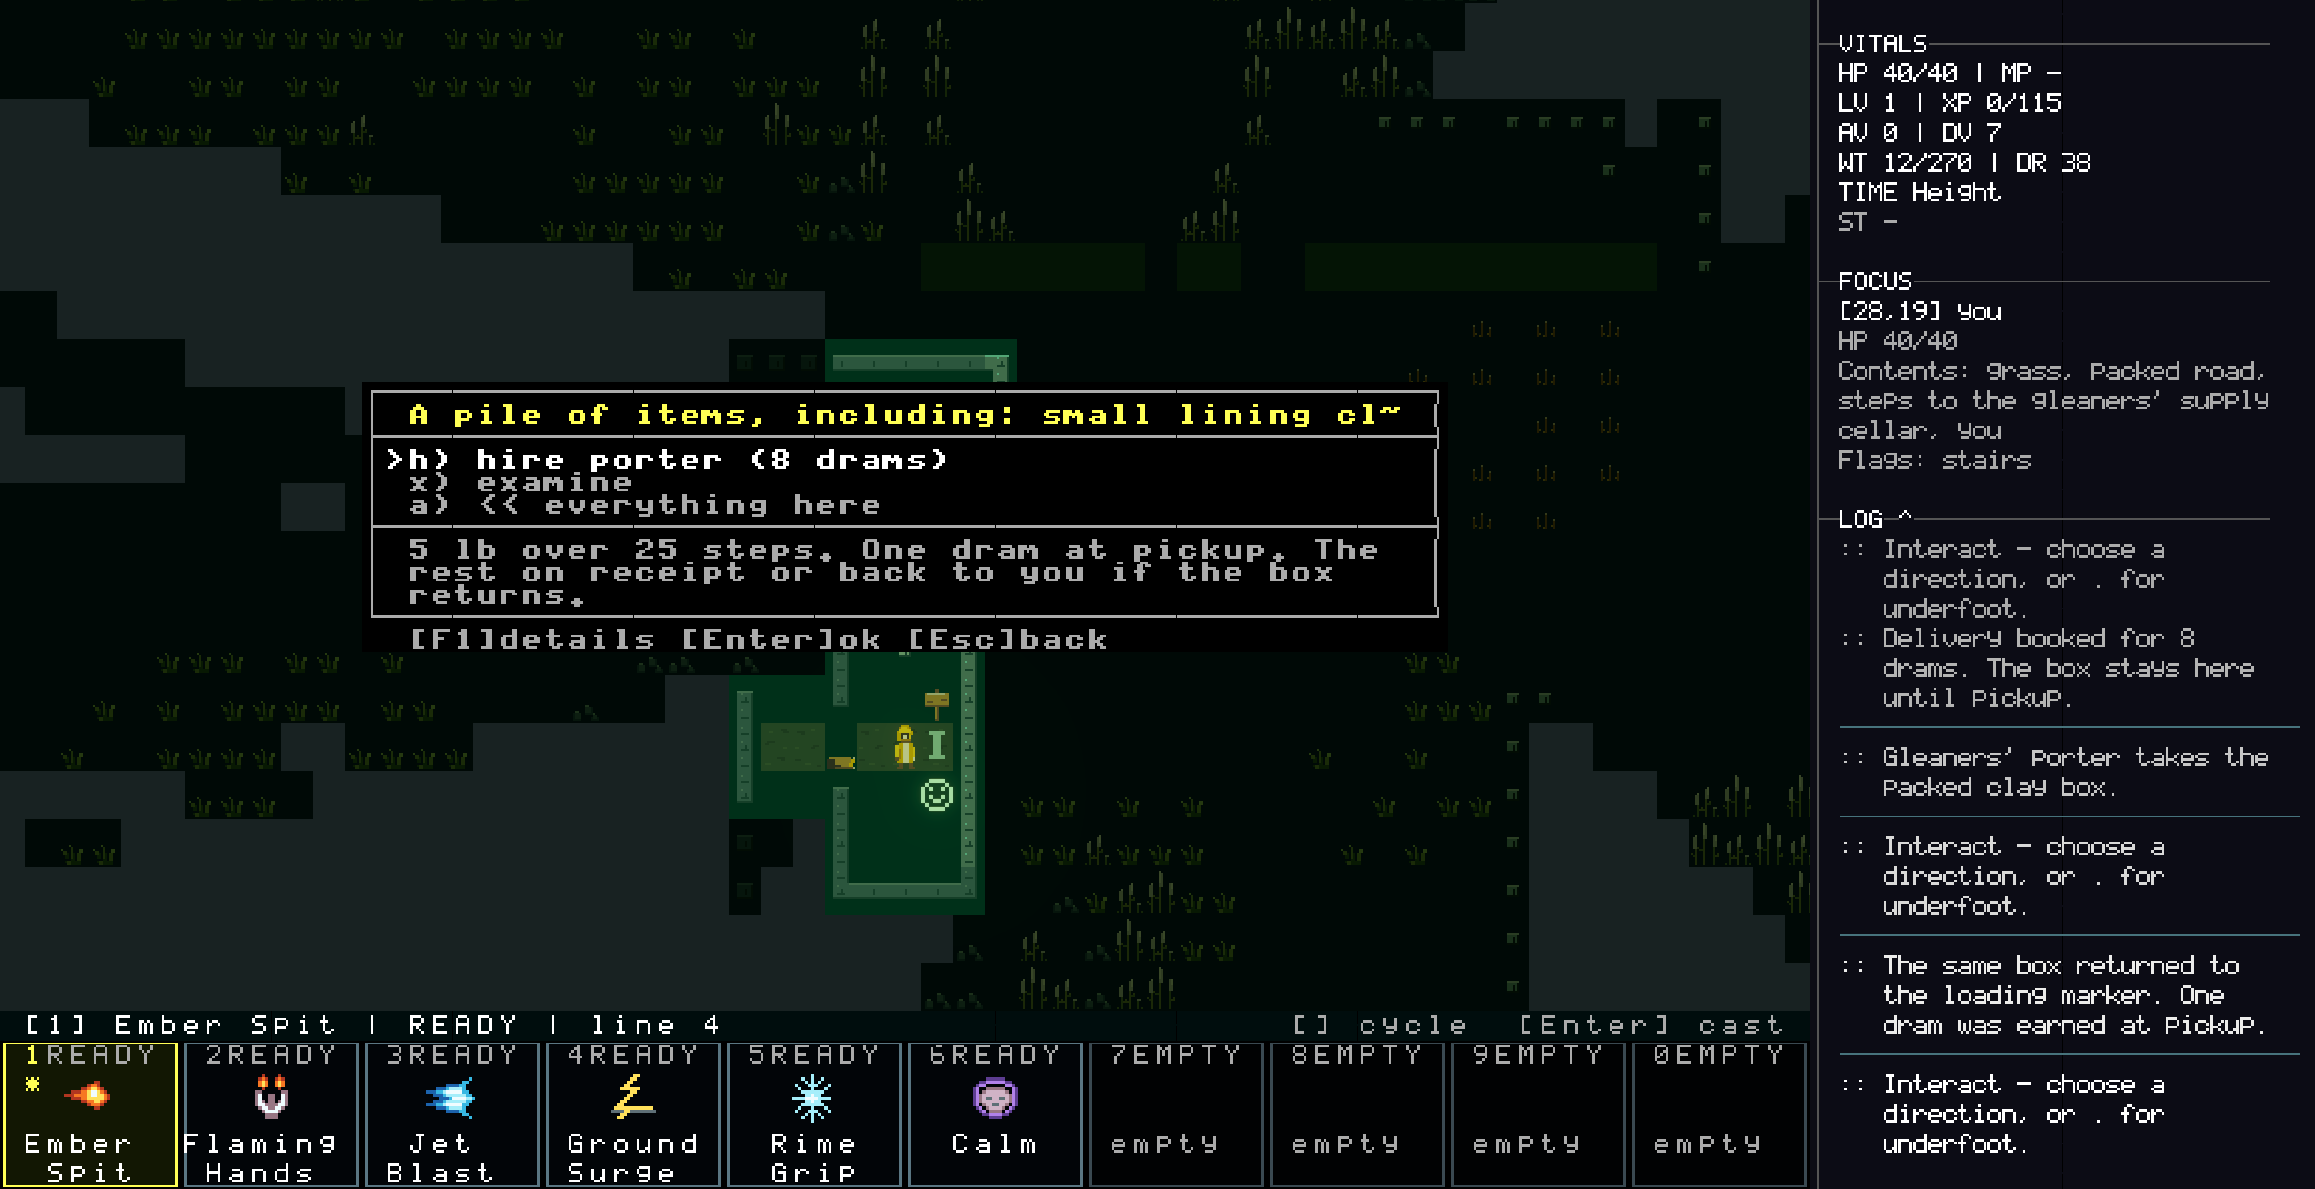 A pile of items, including: small lining cl~
>h) hire porter (8 drams)
x) examine
a) << everything here
5 lb over 25 steps. One dram at pickup. The
rest on receipt or back to you if the box
returns.
[F1]details [Enter]ok [Esc]back
[1] Ember Spit | READY | line 4
[] cycle [Enter] cast
1READY
Ember
Spit
2READY
Flaming
Hands
3READY
Jet
Blast
4READY
Ground
Surge
5READY
Rime
Grip
6READY
Calm
7EMPTY
empty
8EMPTY
empty
9EMPTY
empty
0EMPTY
empty
VITALS
HP 40/40 | MP -
LV 1 | XP 0/115
AV 0 | DV 7
WT 12/270 | DR 38
TIME Height
ST -
FOCUS
[28,19] you
HP 40/40
Contents: grass, packed road,
steps to the gleaners' supply
cellar, you
Flags: stairs
LOG ^
:: Interact - choose a
direction, or . for
underfoot.
:: Delivery booked for 8
drams. The box stays here
until pickup.
:: Gleaners' porter takes the
packed clay box.
:: Interact - choose a
direction, or . for
underfoot.
:: The same box returned to
the loading marker. One
dram was earned at pickup.
:: Interact - choose a
direction, or . for
underfoot.